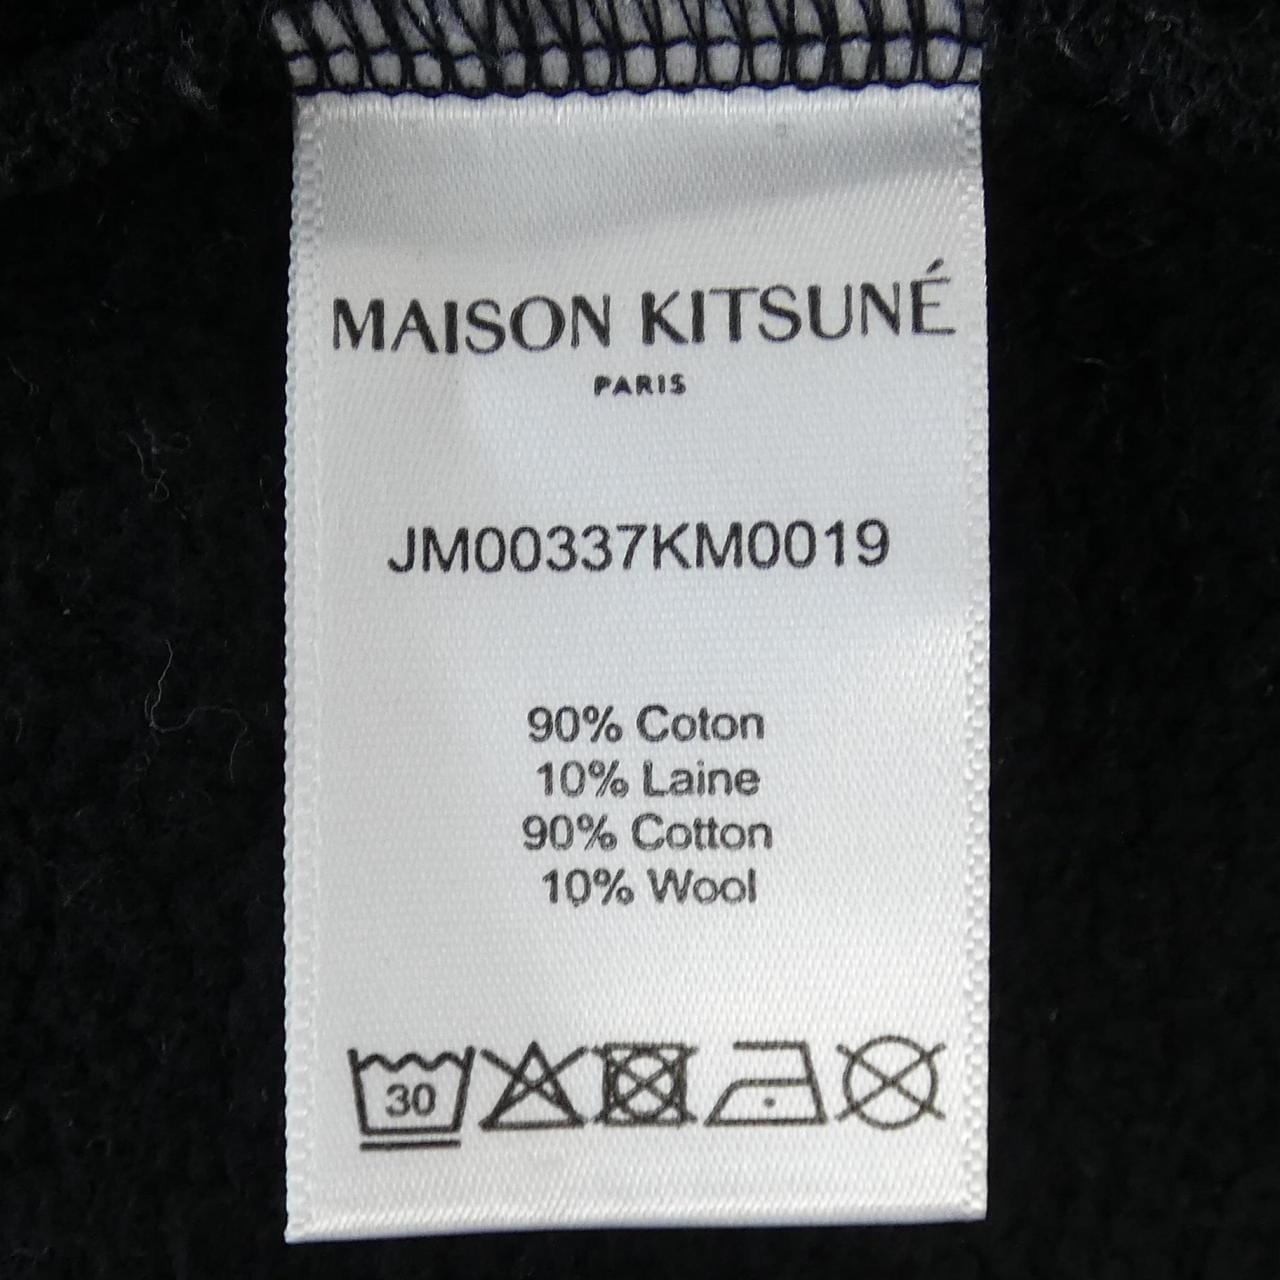 MAISON KITSUNÉ
PARIS
JM00337KM0019
90% Coton
10% Laine
90% Cotton
10% Wool
30